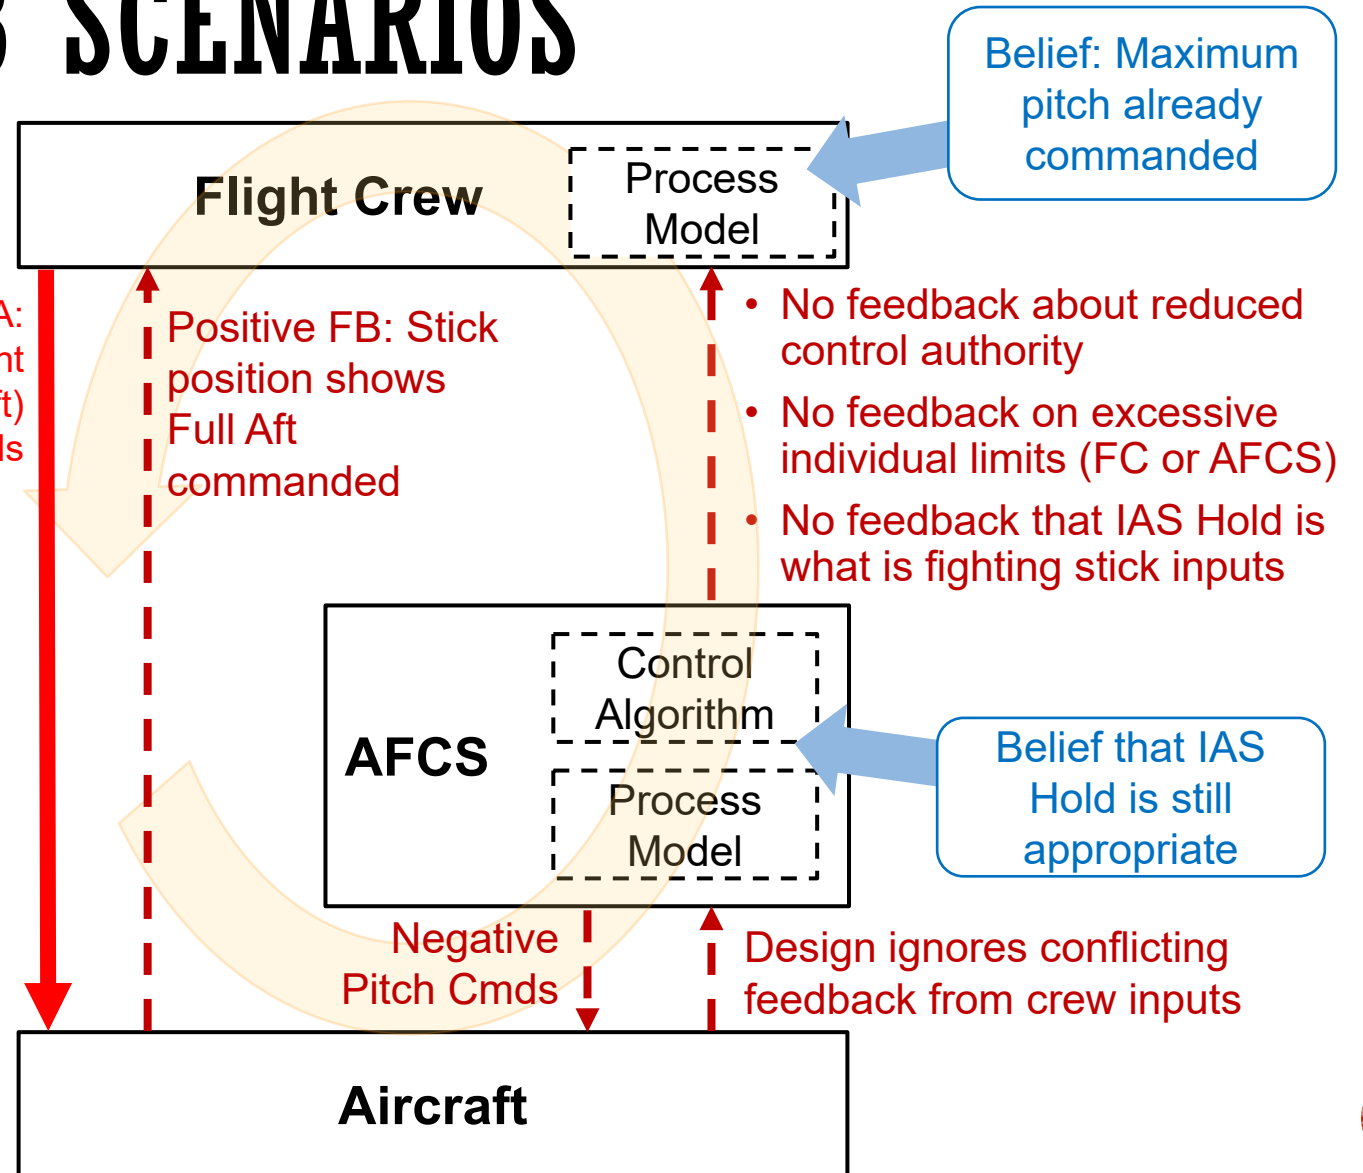 SCENARIOS
Belief: Maximum
pitch already
commanded
Flight Crew
Process
Model
A:
nt
ft)
ls
Positive FB: Stick
position shows
Full Aft
commanded
• No feedback about reduced
control authority
• No feedback on excessive
individual limits (FC or AFCS)
• No feedback that IAS Hold is
what is fighting stick inputs
AFCS
Control
Algorithm
Process
Model
Belief that IAS
Hold is still
appropriate
Negative
Pitch Cmds
Design ignores conflicting
feedback from crew inputs
Aircraft